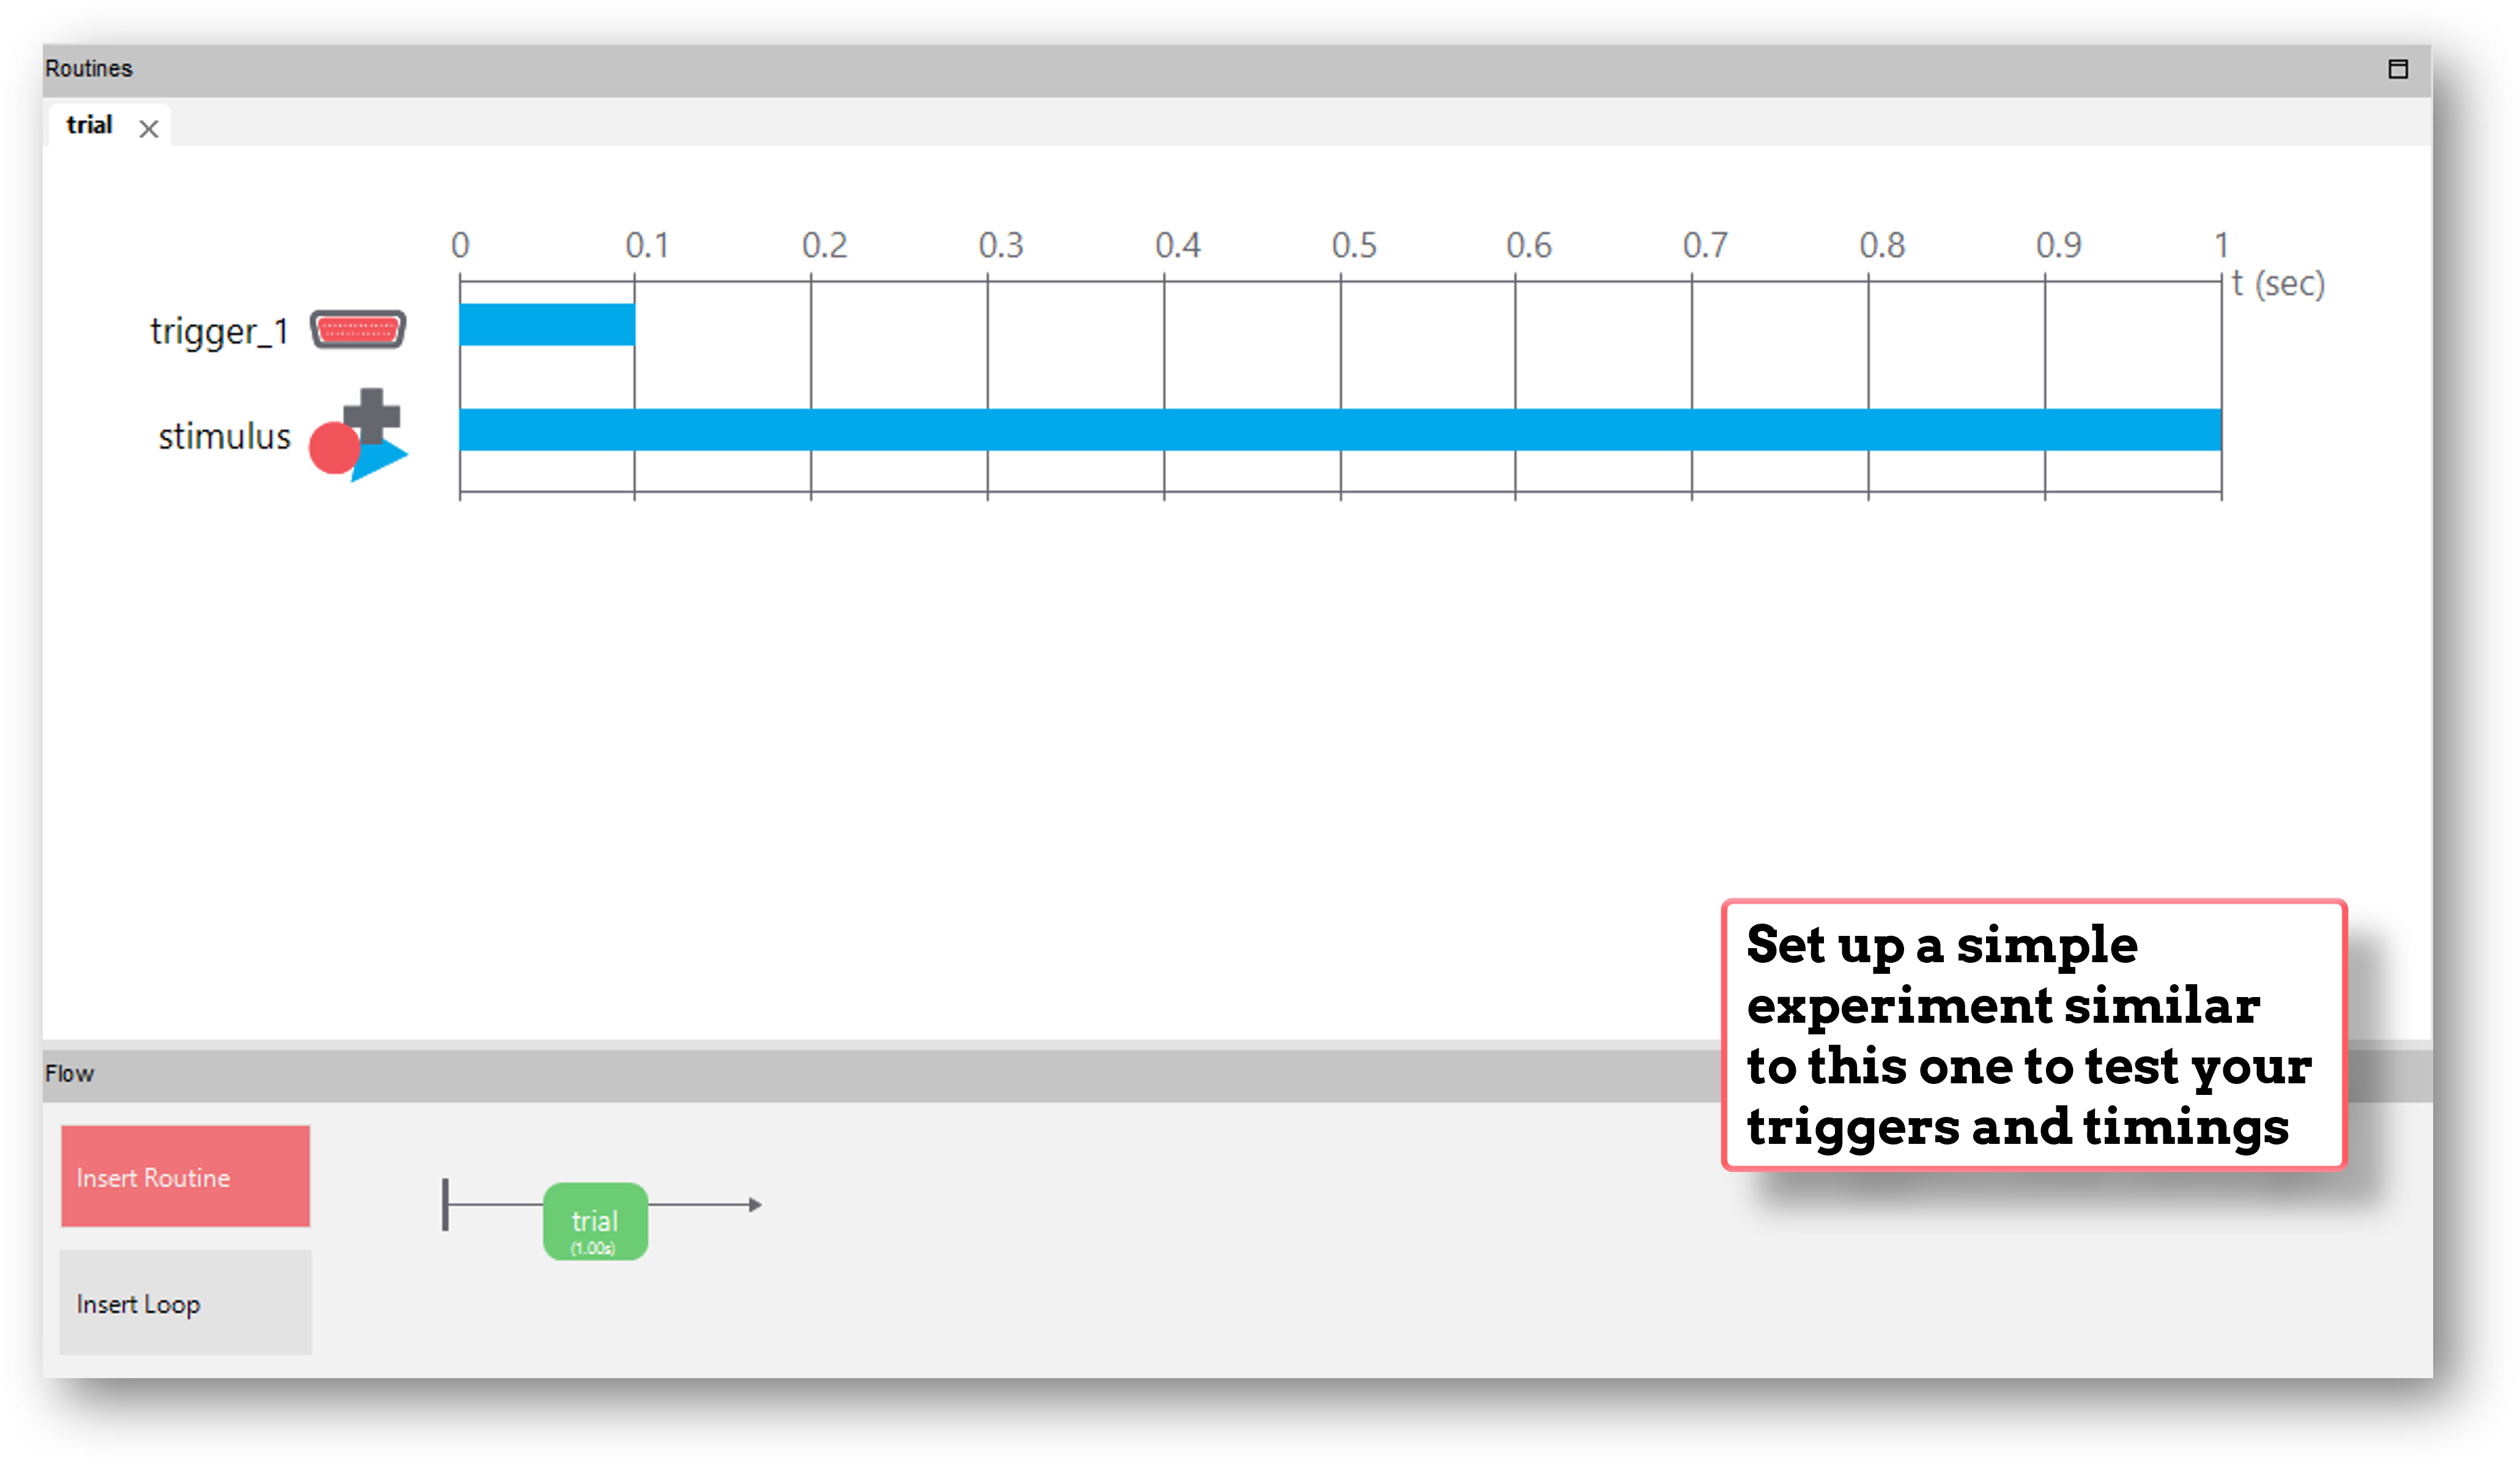 Routines
trial
0 0.1 0.2 0.3 0.4 0.5 0.6 0.7 0.8 0.9 1
t (sec)
trigger_1
stimulus
Set up a simple
experiment similar
to this one to test your
triggers and timings
Flow
Insert Routine
trial
(1.00s)
Insert Loop